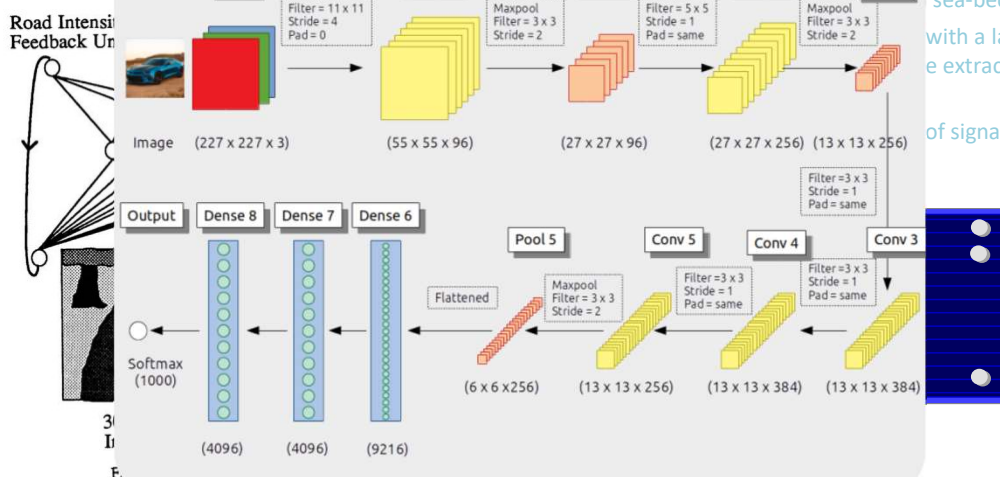 Road Intensi
Feedback Un
Filter = 11 x 11
Stride = 4
Pad = 0
Maxpool
Filter = 3 x 3
Stride = 2
Filter = 5 x 5
Stride = 1
Pad = same
Maxpool
Filter = 3 x 3
Stride = 2
with a la
e extrac
of signa
Image
(227 x 227 x 3)
(55 x 55 x 96)
(27 x 27 x 96)
(27 x 27 x 256)
(13 x 13 x 256)
Filter =3 x 3
Stride = 1
Pad = same
Output
Dense 8
Dense 7
Dense 6
Pool 5
Conv 5
Conv 4
Conv 3
Flattened
Maxpool
Filter = 3 x 3
Stride = 2
Filter =3 x 3
Stride = 1
Pad = same
Filter =3 x 3
Stride = 1
Pad = same
Softmax
(1000)
(6 x 6 x256)
(13 x 13 x 256)
(13 x 13 x 384)
(13 x 13 x 384)
(4096)
(4096)
(9216)